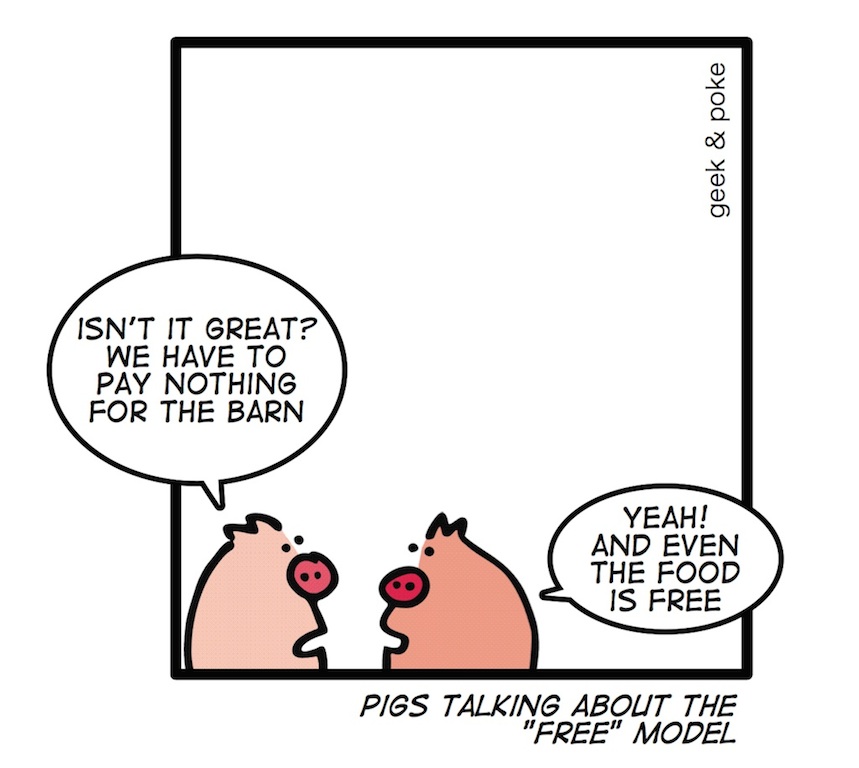 geek & poke
ISN'T IT GREAT?
WE HAVE TO
PAY NOTHING
FOR THE BARN
YEAH!
AND EVEN
THE FOOD
IS FREE
PIGS TALKING ABOUT THE
"FREE" MODEL